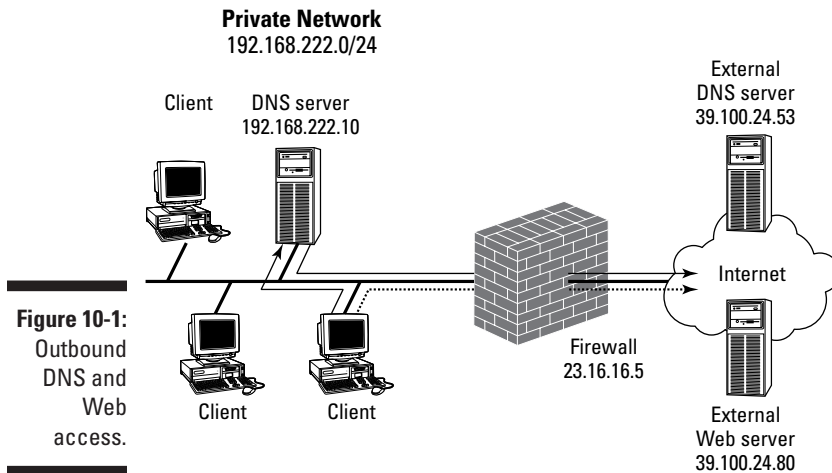 Private Network
192.168.222.0/24
Client
DNS server
192.168.222.10
External
DNS server
39.100.24.53
Internet
Firewall
23.16.16.5
Client
Client
External
Web server
39.100.24.80
Figure 10-1:
Outbound
DNS and
Web
access.